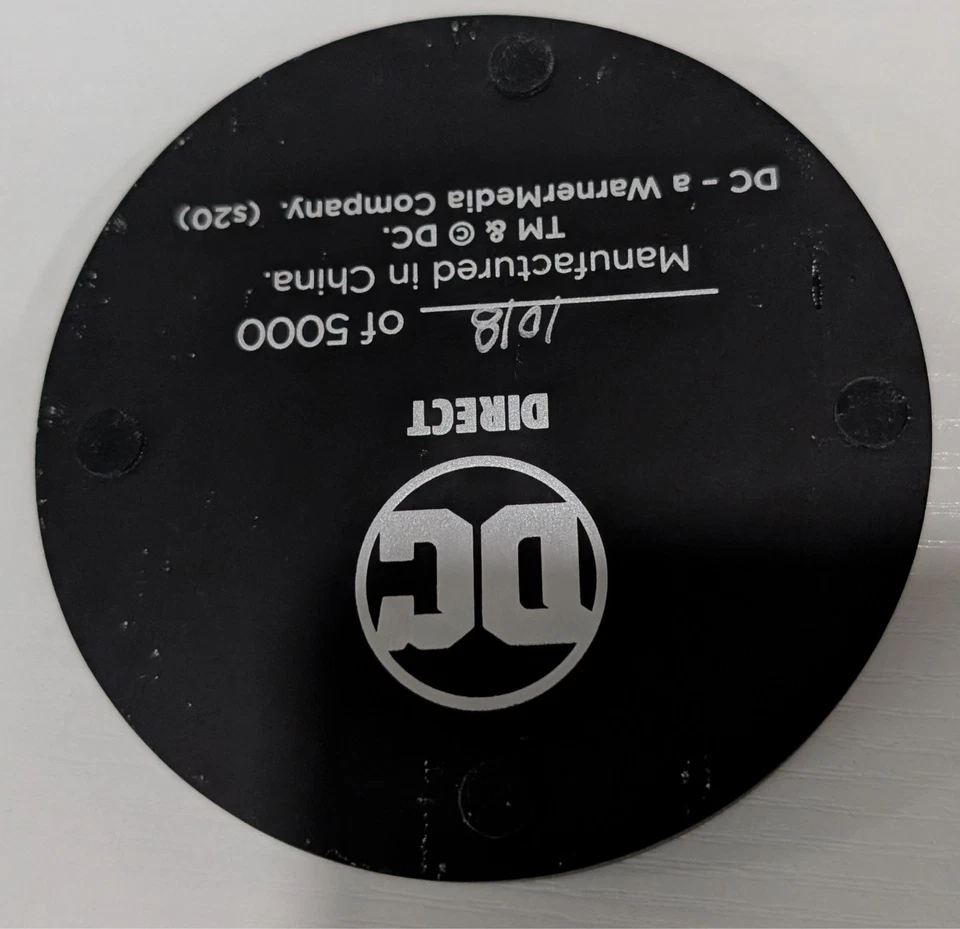 DC
DIRECT
1018 of 5000
Manufactured in China.
TM & © DC.
DC - a WarnerMedia Company. (s20)